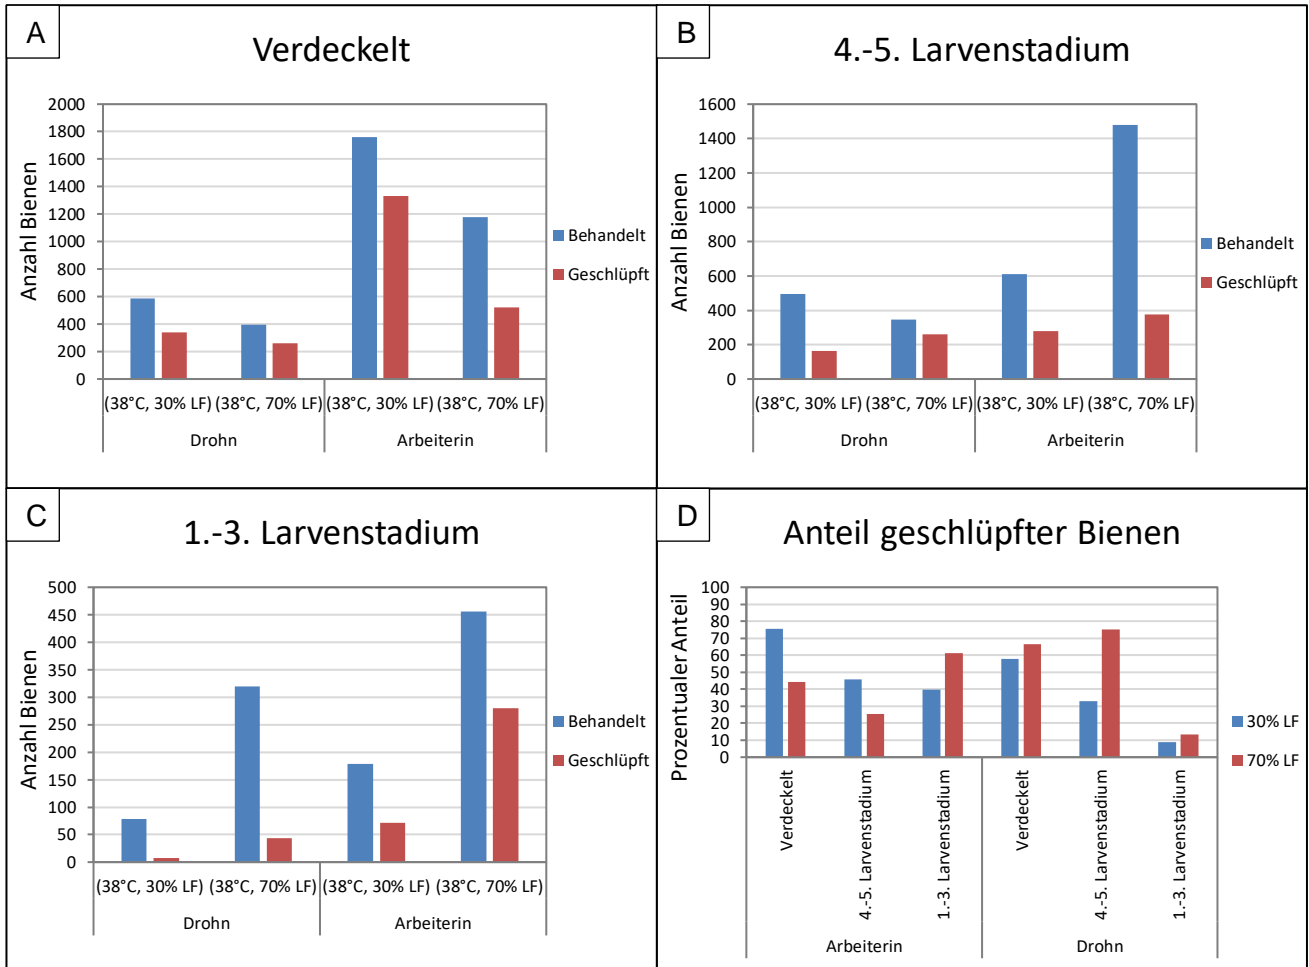 A
Verdeckelt
Anzahl Bienen
2000
1800
1600
1400
1200
1000
800
600
400
200
0
(38°C, 30% LF) (38°C, 70% LF) (38°C, 30% LF) (38°C, 70% LF)
Drohn Arbeiterin
Behandelt
Geschlüpft
B
4.-5. Larvenstadium
Anzahl Bienen
1600
1400
1200
1000
800
600
400
200
0
(38°C, 30% LF) (38°C, 70% LF) (38°C, 30% LF) (38°C, 70% LF)
Drohn Arbeiterin
Behandelt
Geschlüpft
C
1.-3. Larvenstadium
Anzahl Bienen
500
450
400
350
300
250
200
150
100
50
0
(38°C, 30% LF) (38°C, 70% LF) (38°C, 30% LF) (38°C, 70% LF)
Drohn Arbeiterin
Behandelt
Geschlüpft
D
Anteil geschlüpfter Bienen
Prozentualer Anteil
100
90
80
70
60
50
40
30
20
10
0
Verdeckelt
4.-5. Larvenstadium
1.-3. Larvenstadium
Verdeckelt
4.-5. Larvenstadium
1.-3. Larvenstadium
Arbeiterin Drohn
30% LF
70% LF